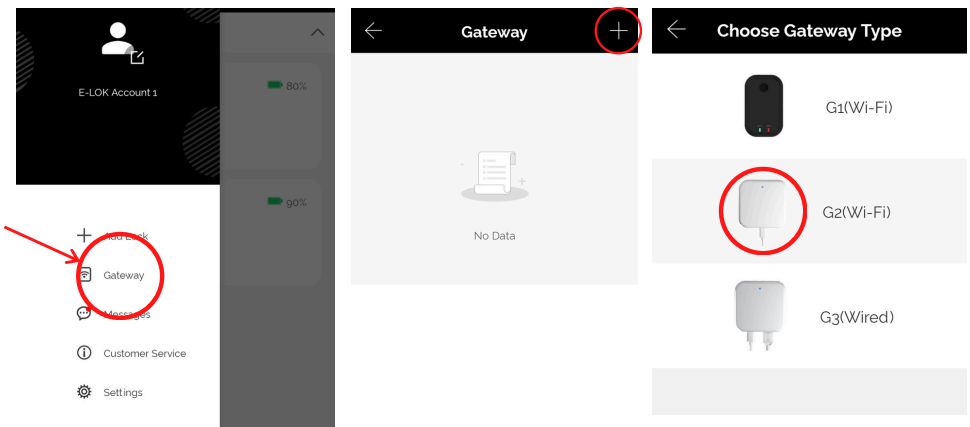 E-LOK Account 1
80%
90%
Add Lock
Gateway
Messages
Customer Service
Settings
Gateway
No Data
Choose Gateway Type
G1(Wi-Fi)
G2(Wi-Fi)
G3(Wired)